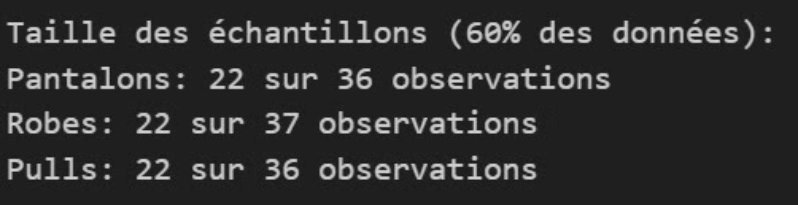 Taille des échantillons (60% des données):
Pantalons: 22 sur 36 observations
Robes: 22 sur 37 observations
Pulls: 22 sur 36 observations